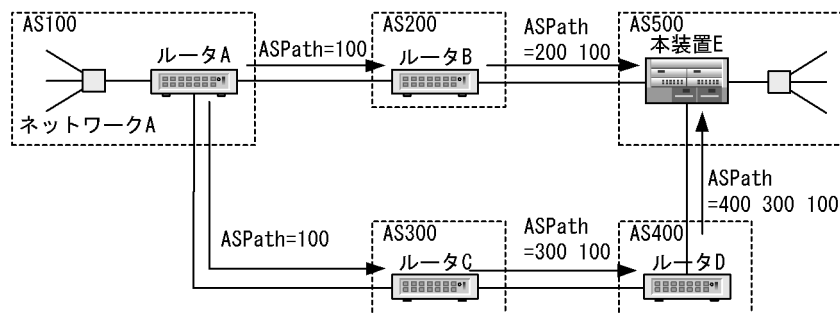 AS100
ルータA
ネットワークA
ASPath=100
AS200
ルータB
ASPath
=200 100
AS500
本装置E
ASPath
=400 300 100
ASPath=100
AS300
ルータC
ASPath
=300 100
AS400
ルータD